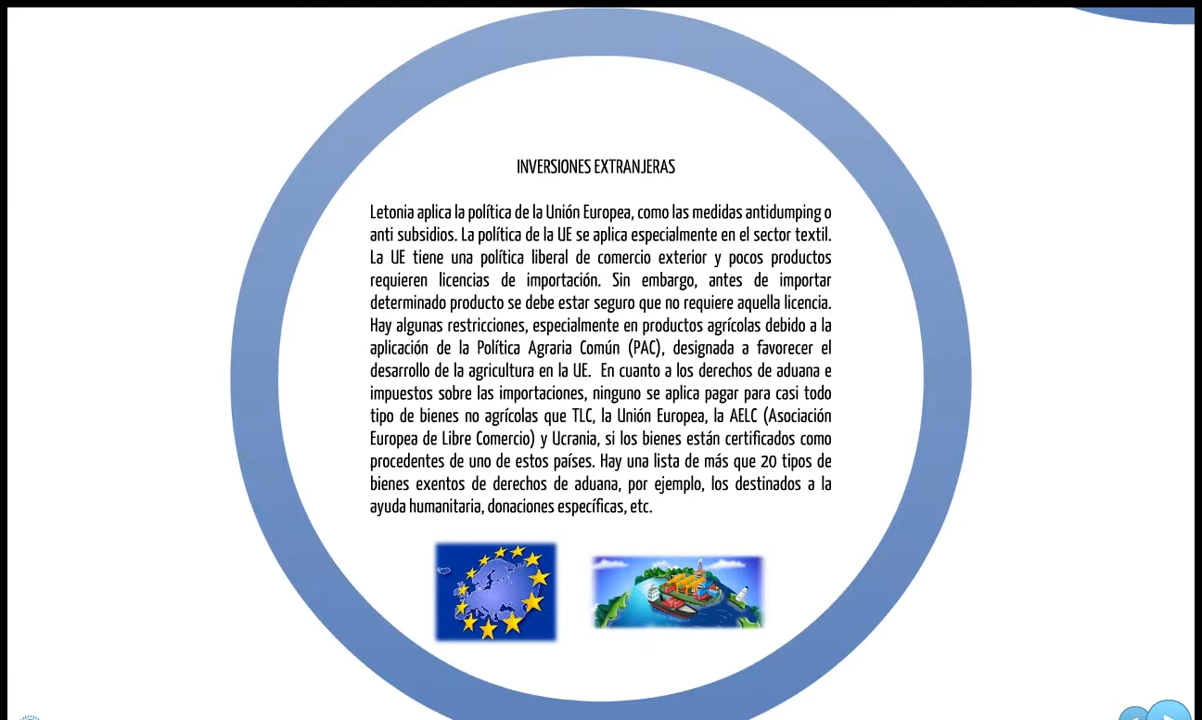 INVERSIONES EXTRANJERAS
Letonia aplica la política de la Unión Europea, como las medidas antidumping o
anti subsidios. La política de la UE se aplica especialmente en el sector textil.
La UE tiene una política liberal de comercio exterior y pocos productos
requieren licencias de importación. Sin embargo, antes de importar
determinado producto se debe estar seguro que no requiere aquella licencia.
Hay algunas restricciones, especialmente en productos agrícolas debido a la
aplicación de la Política Agraria Común (PAC), designada a favorecer el
desarrollo de la agricultura en la UE. En cuanto a los derechos de aduana e
impuestos sobre las importaciones, ninguno se aplica pagar para casi todo
tipo de bienes no agrícolas que TLC, la Unión Europea, la AELC (Asociación
Europea de Libre Comercio) y Ucrania, si los bienes están certificados como
procedentes de uno de estos países. Hay una lista de más que 20 tipos de
bienes exentos de derechos de aduana, por ejemplo, los destinados a la
ayuda humanitaria, donaciones específicas, etc.